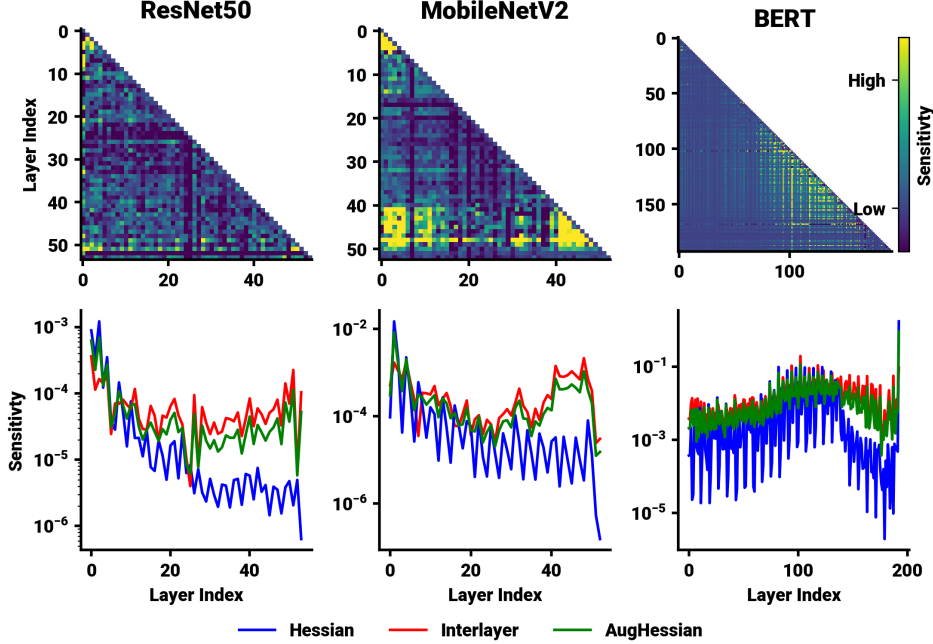 ResNet50 MobileNetV2 BERT
0 0 0
10 10 50
20 20 100
30 30 150
40 40
50 50
0 20 40 0 20 40 0 100
Layer Index
High
Low
Sensitivty
10⁻³ 10⁻² 10⁻¹
10⁻⁴ 10⁻⁴ 10⁻³
10⁻⁵ 10⁻⁶ 10⁻⁵
10⁻⁶
Sensitivty
0 20 40 0 20 40 0 100 200
Layer Index Layer Index Layer Index
Hessian Interlayer AugHessian